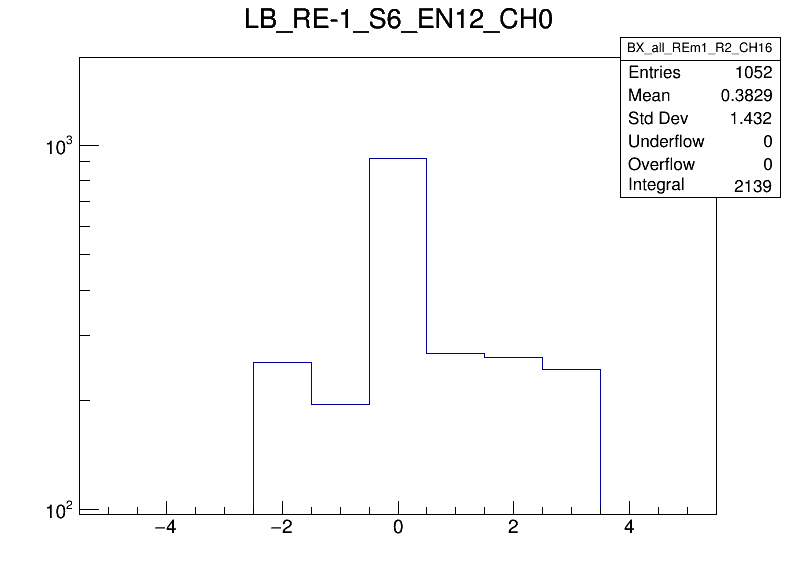 LB_RE-1_S6_EN12_CH0
BX_all_REm1_R2_CH16
Entries 1052
Mean 0.3829
Std Dev 1.432
Underflow 0
Overflow 0
Integral 2139
10³
10²
−4 −2 0 2 4